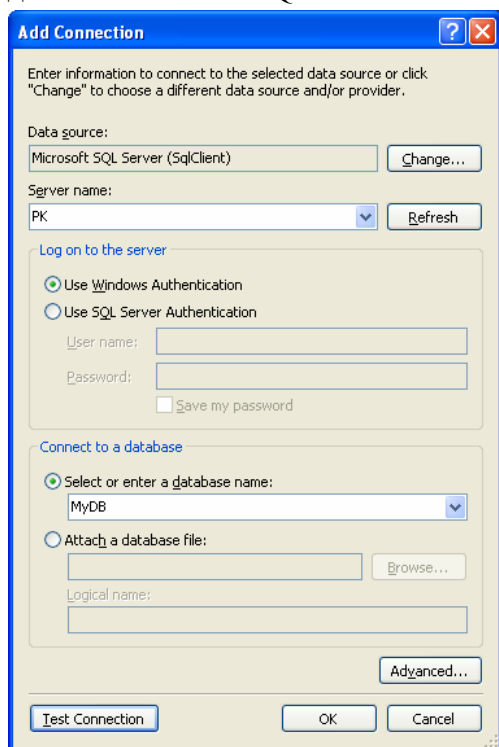 Add Connection
Enter information to connect to the selected data source or click
"Change" to choose a different data source and/or provider.
Data source:
Microsoft SQL Server (SqlClient)
Change...
Server name:
PK
Refresh
Log on to the server
Use Windows Authentication
Use SQL Server Authentication
User name:
Password:
Save my password
Connect to a database
Select or enter a database name:
MyDB
Attach a database file:
Browse...
Logical name:
Advanced...
Test Connection
OK
Cancel